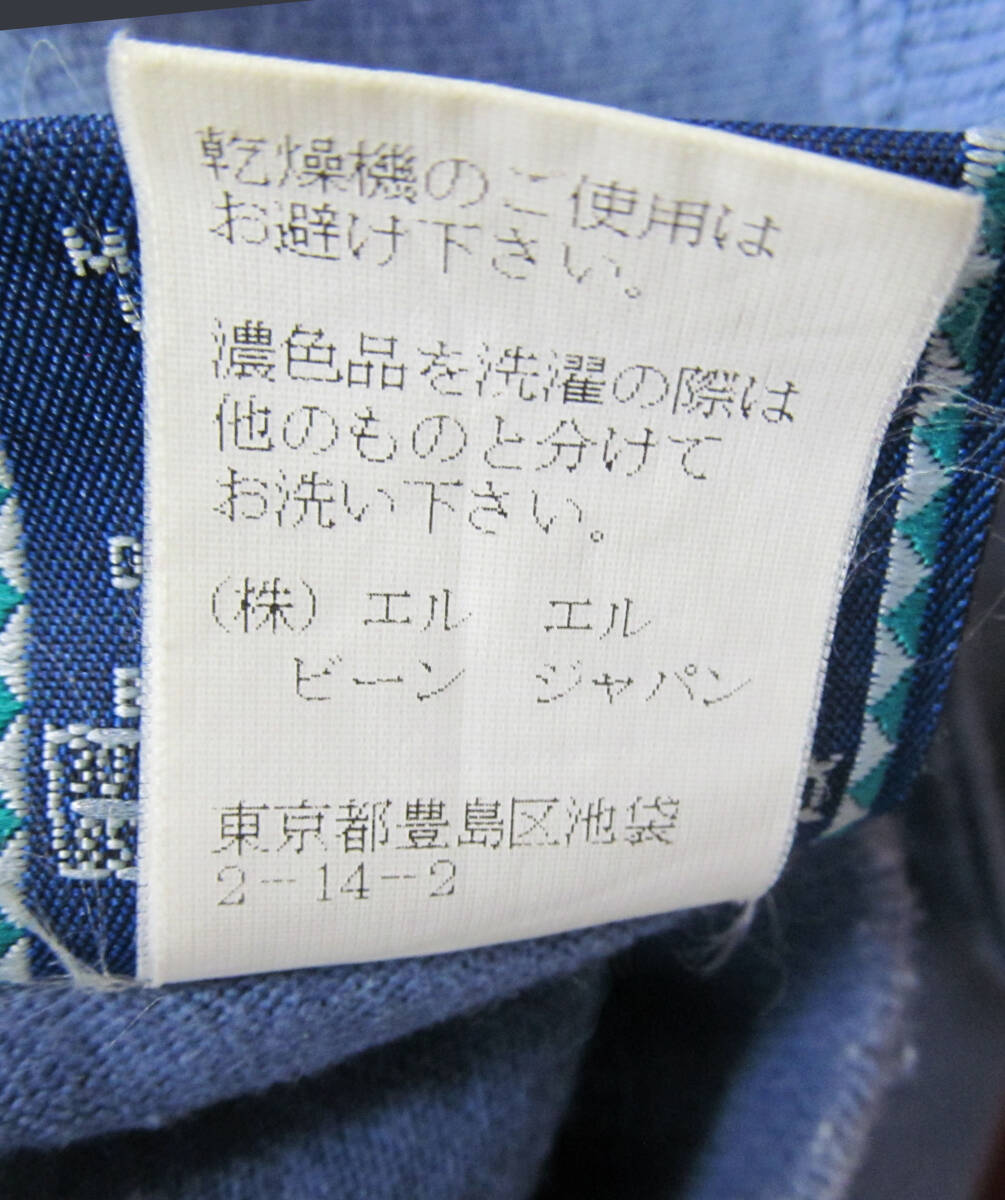 乾燥機のご使用は
お避け下さい。
濃色品を洗濯の際は
他のものと分けて
お洗い下さい。
(株) エル エル
ビーン ジャパン
東京都豊島区池袋
2-14-2